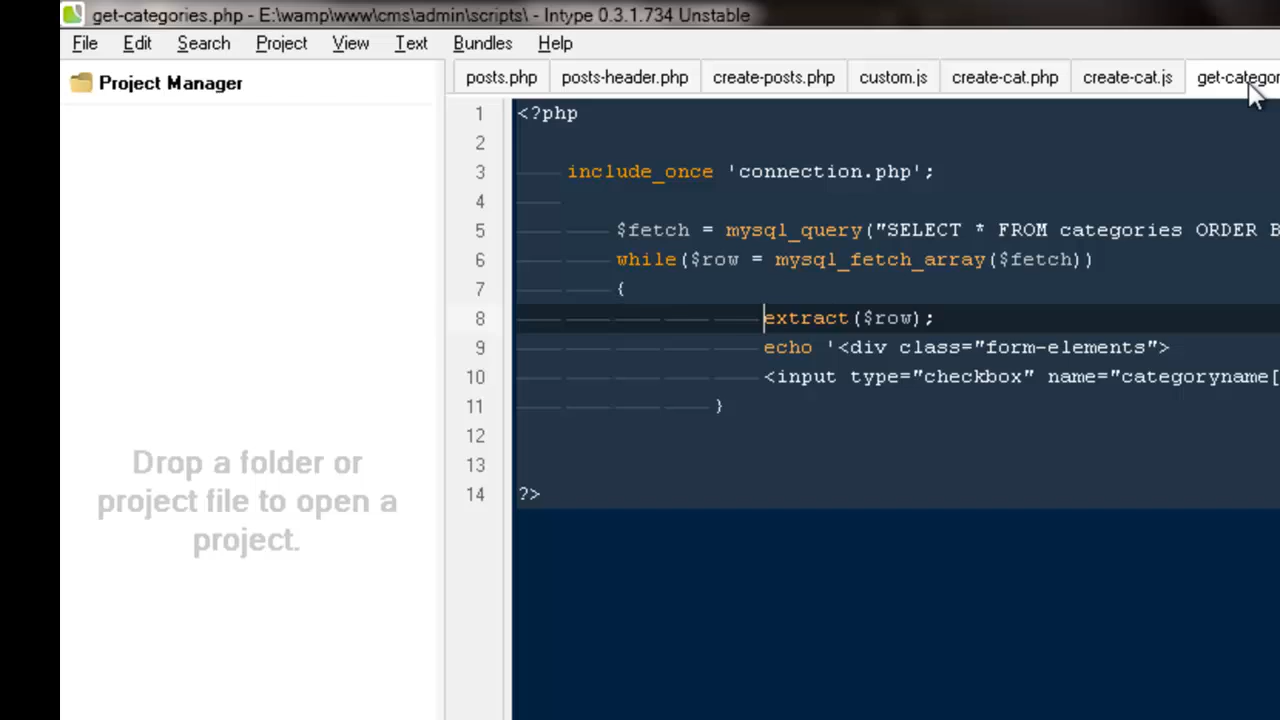 get-categories.php - E:\wamp\www\cms\admin\scripts\ - Intype 0.3.1.734 Unstable
File Edit Search Project View Text Bundles Help
Project Manager
posts.php posts-header.php create-posts.php custom.js create-cat.php create-cat.js get-categor
1 <?php
2
3 include_once 'connection.php';
4
5 $fetch = mysql_query("SELECT * FROM categories ORDER B
6 while($row = mysql_fetch_array($fetch))
7 {
8 extract($row);
9 echo '<div class="form-elements">
10 <input type="checkbox" name="categoryname[
11 }
12
13
14 ?>
Drop a folder or
project file to open a
project.